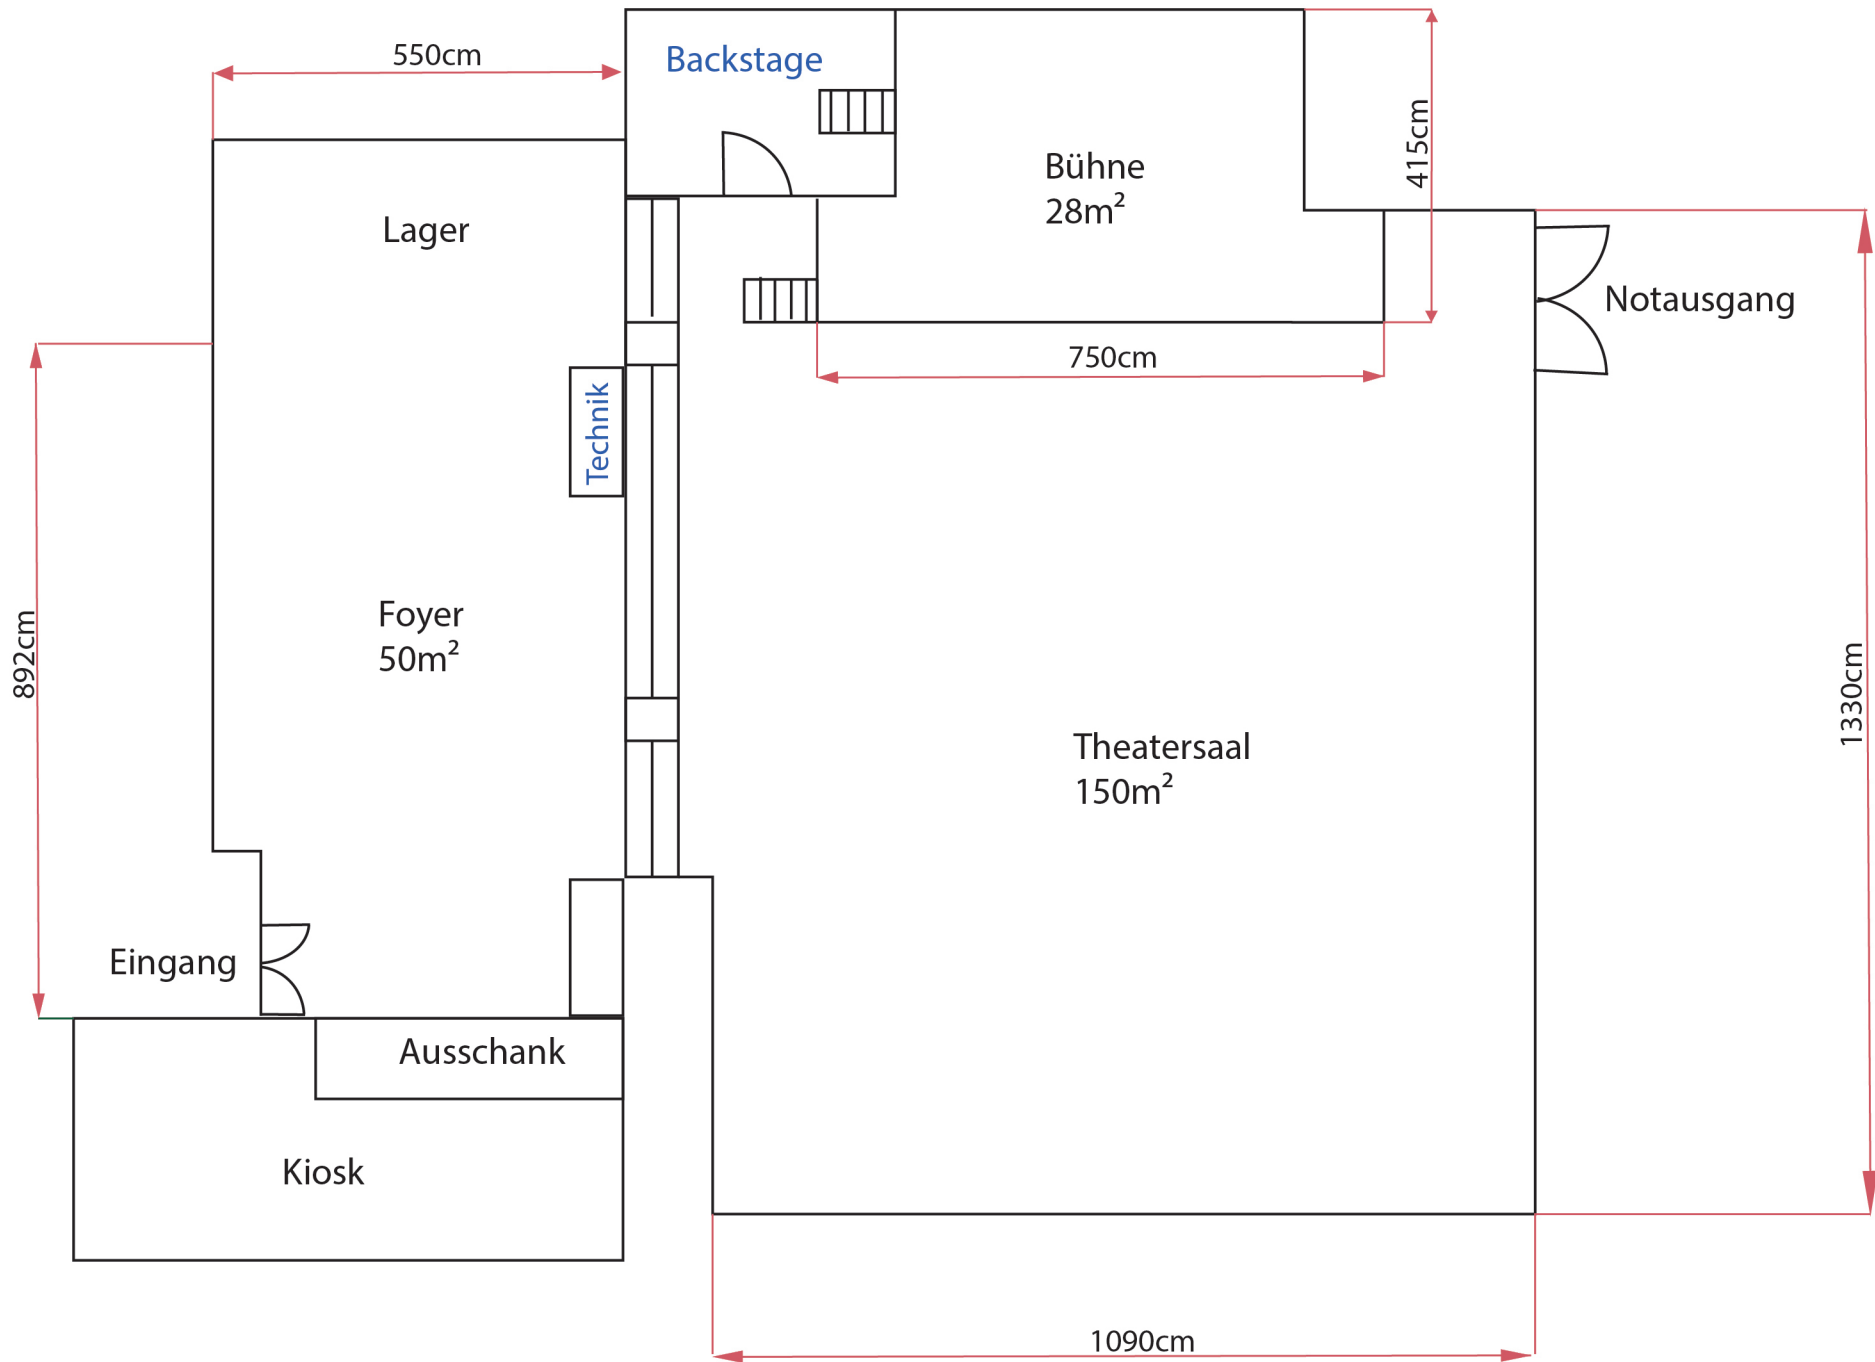 550cm
Backstage
415cm
Bühne
28m²
Lager
Notausgang
750cm
Technik
Foyer
50m²
892cm
1330cm
Theatersaal
150m²
Eingang
Ausschank
Kiosk
1090cm